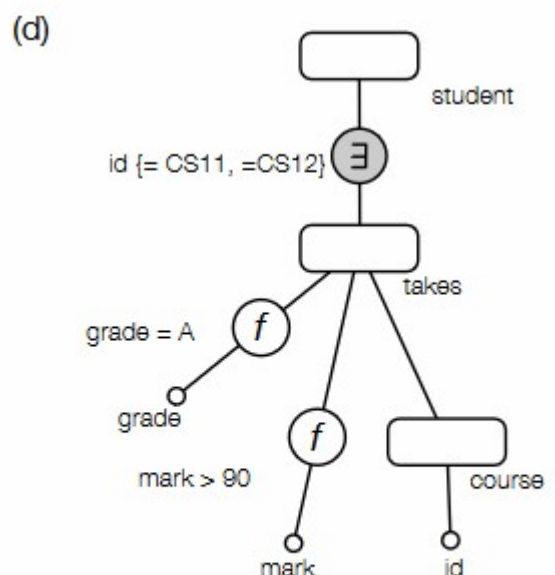 (d)
student
id {= CS11, =CS12}
∃
takes
grade = A
f
grade
f
mark > 90
course
mark
id